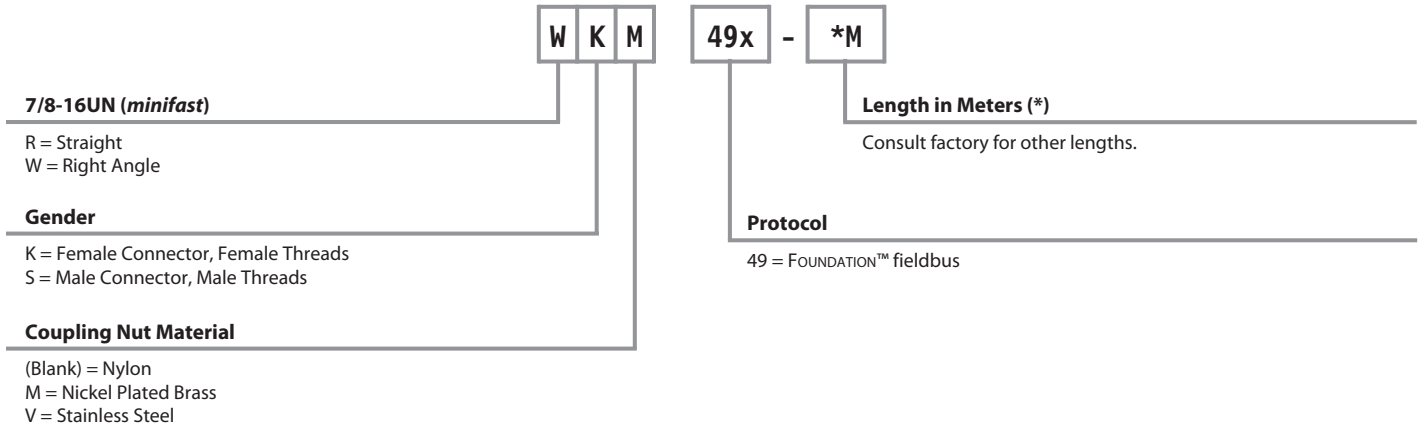 W K M 49x - *M
7/8-16UN (minifast)
R = Straight
W = Right Angle
Gender
K = Female Connector, Female Threads
S = Male Connector, Male Threads
Coupling Nut Material
(Blank) = Nylon
M = Nickel Plated Brass
V = Stainless Steel
Length in Meters (*)
Consult factory for other lengths.
Protocol
49 = FOUNDATION™ fieldbus